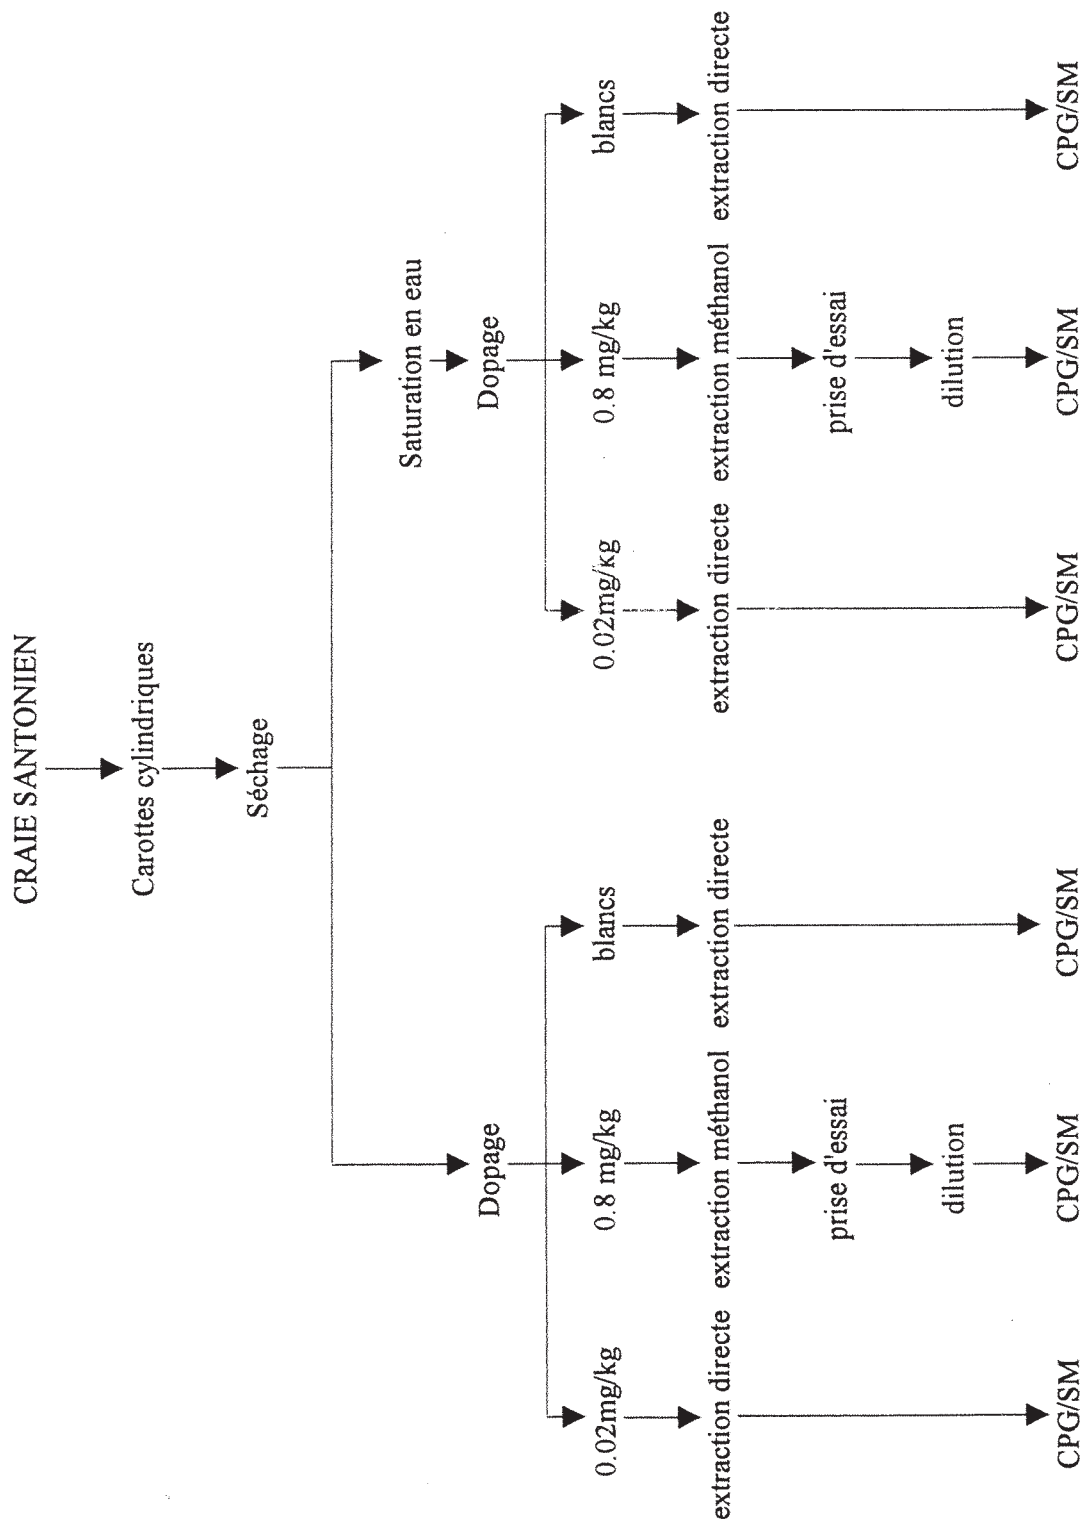 CRAIE SANTONIEN
Carottes cylindriques
Séchage
Saturation en eau
Dopage
Dopage
0.02mg/kg
0.8 mg/kg
blancs
0.02mg/kg
0.8 mg/kg
blancs
extraction directe
extraction méthanol
extraction directe
extraction directe
extraction méthanol
extraction directe
prise d'essai
prise d'essai
dilution
dilution
CPG/SM
CPG/SM
CPG/SM
CPG/SM
CPG/SM
CPG/SM